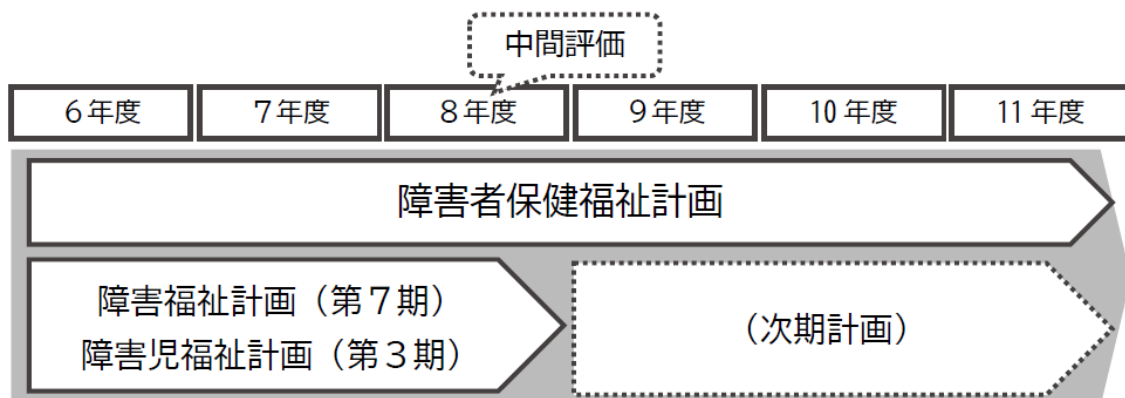 中間評価
6年度 7年度 8年度 9年度 10年度 11年度
障害者保健福祉計画
障害福祉計画（第７期）
障害児福祉計画（第３期）
（次期計画）